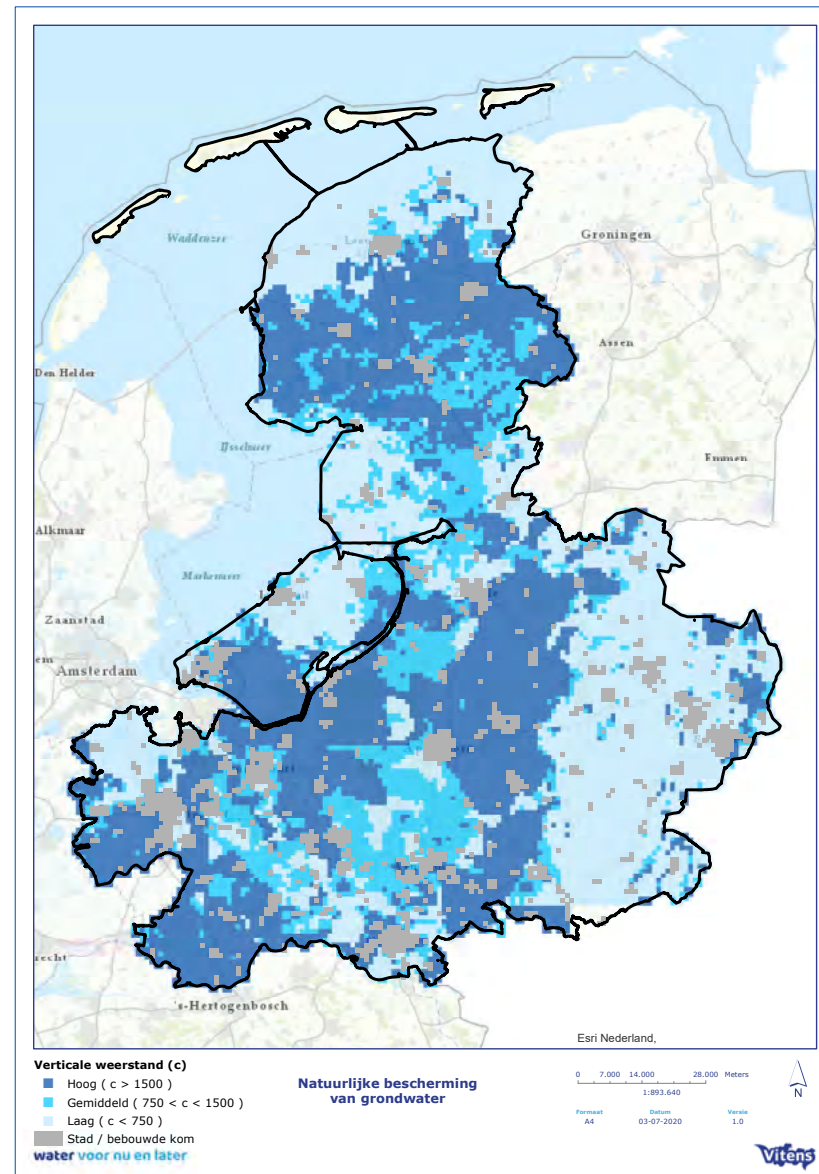 Waddenzee
Groningen
Assen
Den Helder
IJsselmeer
Emmen
Alkmaar
Markermeer
Zaanstad
Amsterdam
's-Hertogenbosch
Esri Nederland,
Verticale weerstand (c)
Hoog ( c > 1500 )
Gemiddeld ( 750 < c < 1500 )
Laag ( c < 750 )
Stad / bebouwde kom
water voor nu en later
Natuurlijke bescherming
van grondwater
0 7.000 14.000 28.000 Meters
1:893.640
Formaat Datum Versie
A4 03-07-2020 1.0
N
Vitens